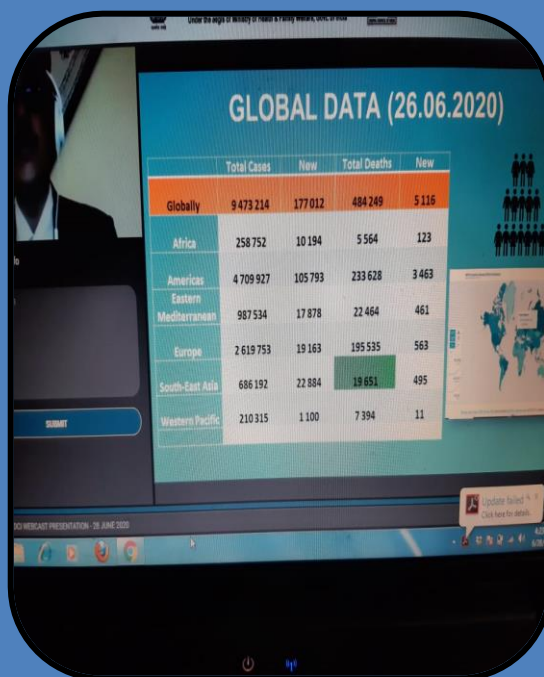 Under the aegis of Ministry of Health & Family Welfare, Govt. of India
GLOBAL DATA (26.06.2020)
Total Cases New Total Deaths New
Globally 9 473 214 177 012 484 249 5 116
Africa 258 752 10 194 5 564 123
Americas 4 709 927 105 793 233 628 3 463
Eastern
Mediterranean 987 534 17 878 22 464 461
Europe 2 619 753 19 163 195 535 563
South-East Asia 686 192 22 884 19 651 495
Western Pacific 210 315 1 100 7 394 11
SUBMIT
WEBCAST PRESENTATION - 26 JUNE 2020
Update failed
Click here for details